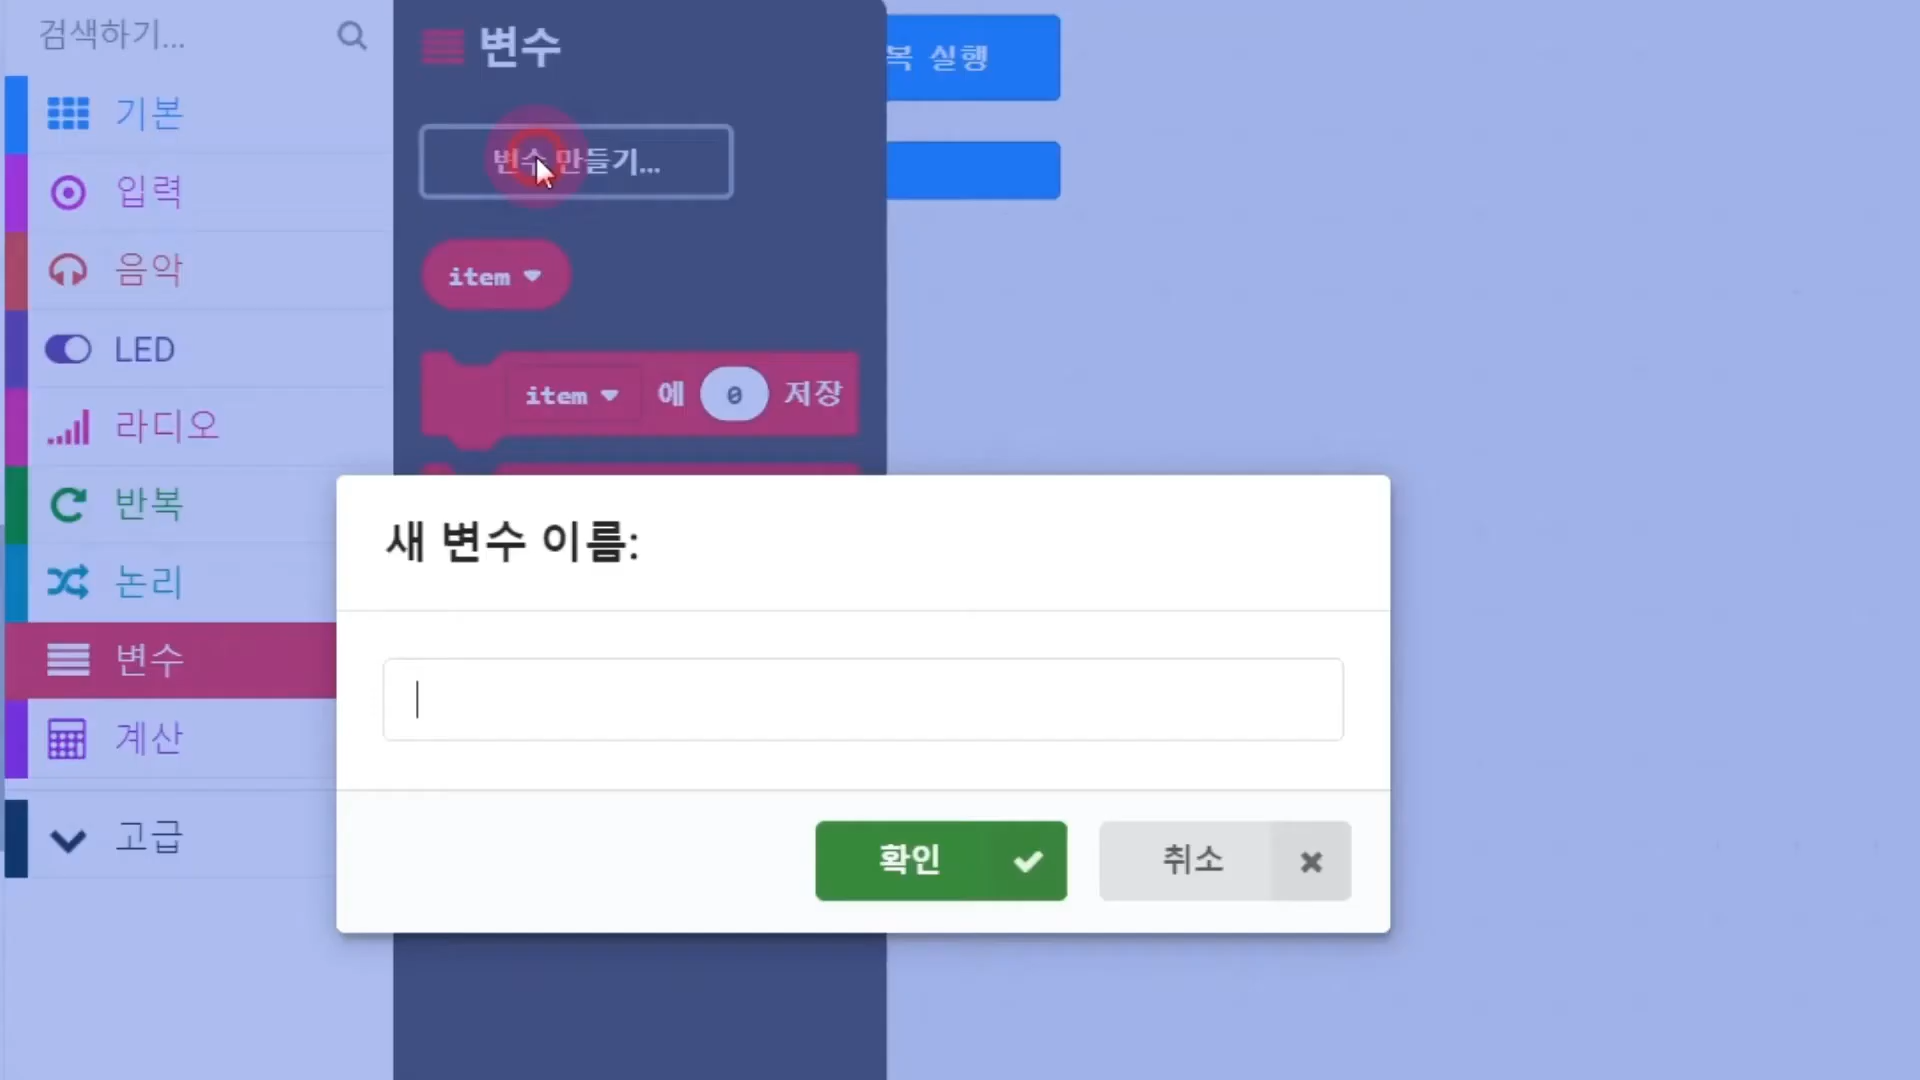 검색하기...
기본
입력
음악
LED
라디오
반복
논리
변수
계산
고급
변수
변수 만들기...
item
item 에 0 저장
복 실행
새 변수 이름:
확인
취소